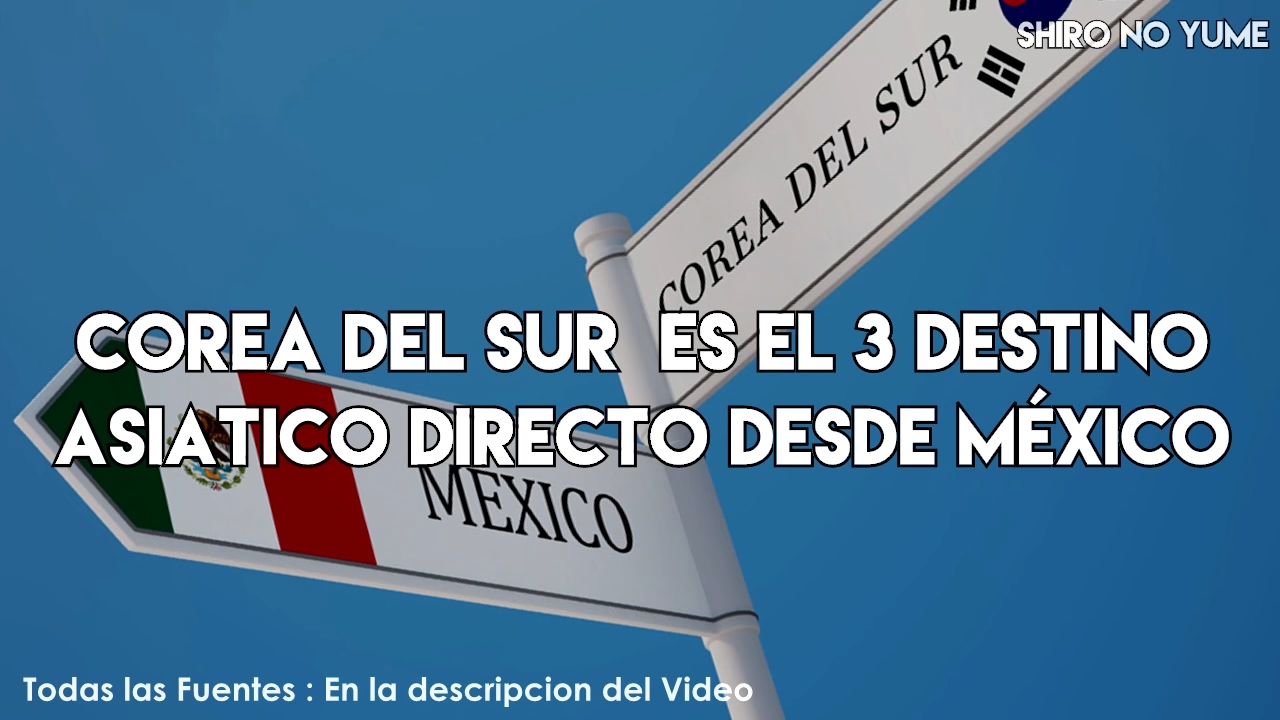 SHIRO NO YUME
COREA DEL SUR
COREA DEL SUR ES EL 3 DESTINO
ASIATICO DIRECTO DESDE MÉXICO
MÉXICO
Todas las Fuentes : En la descripcion del Video